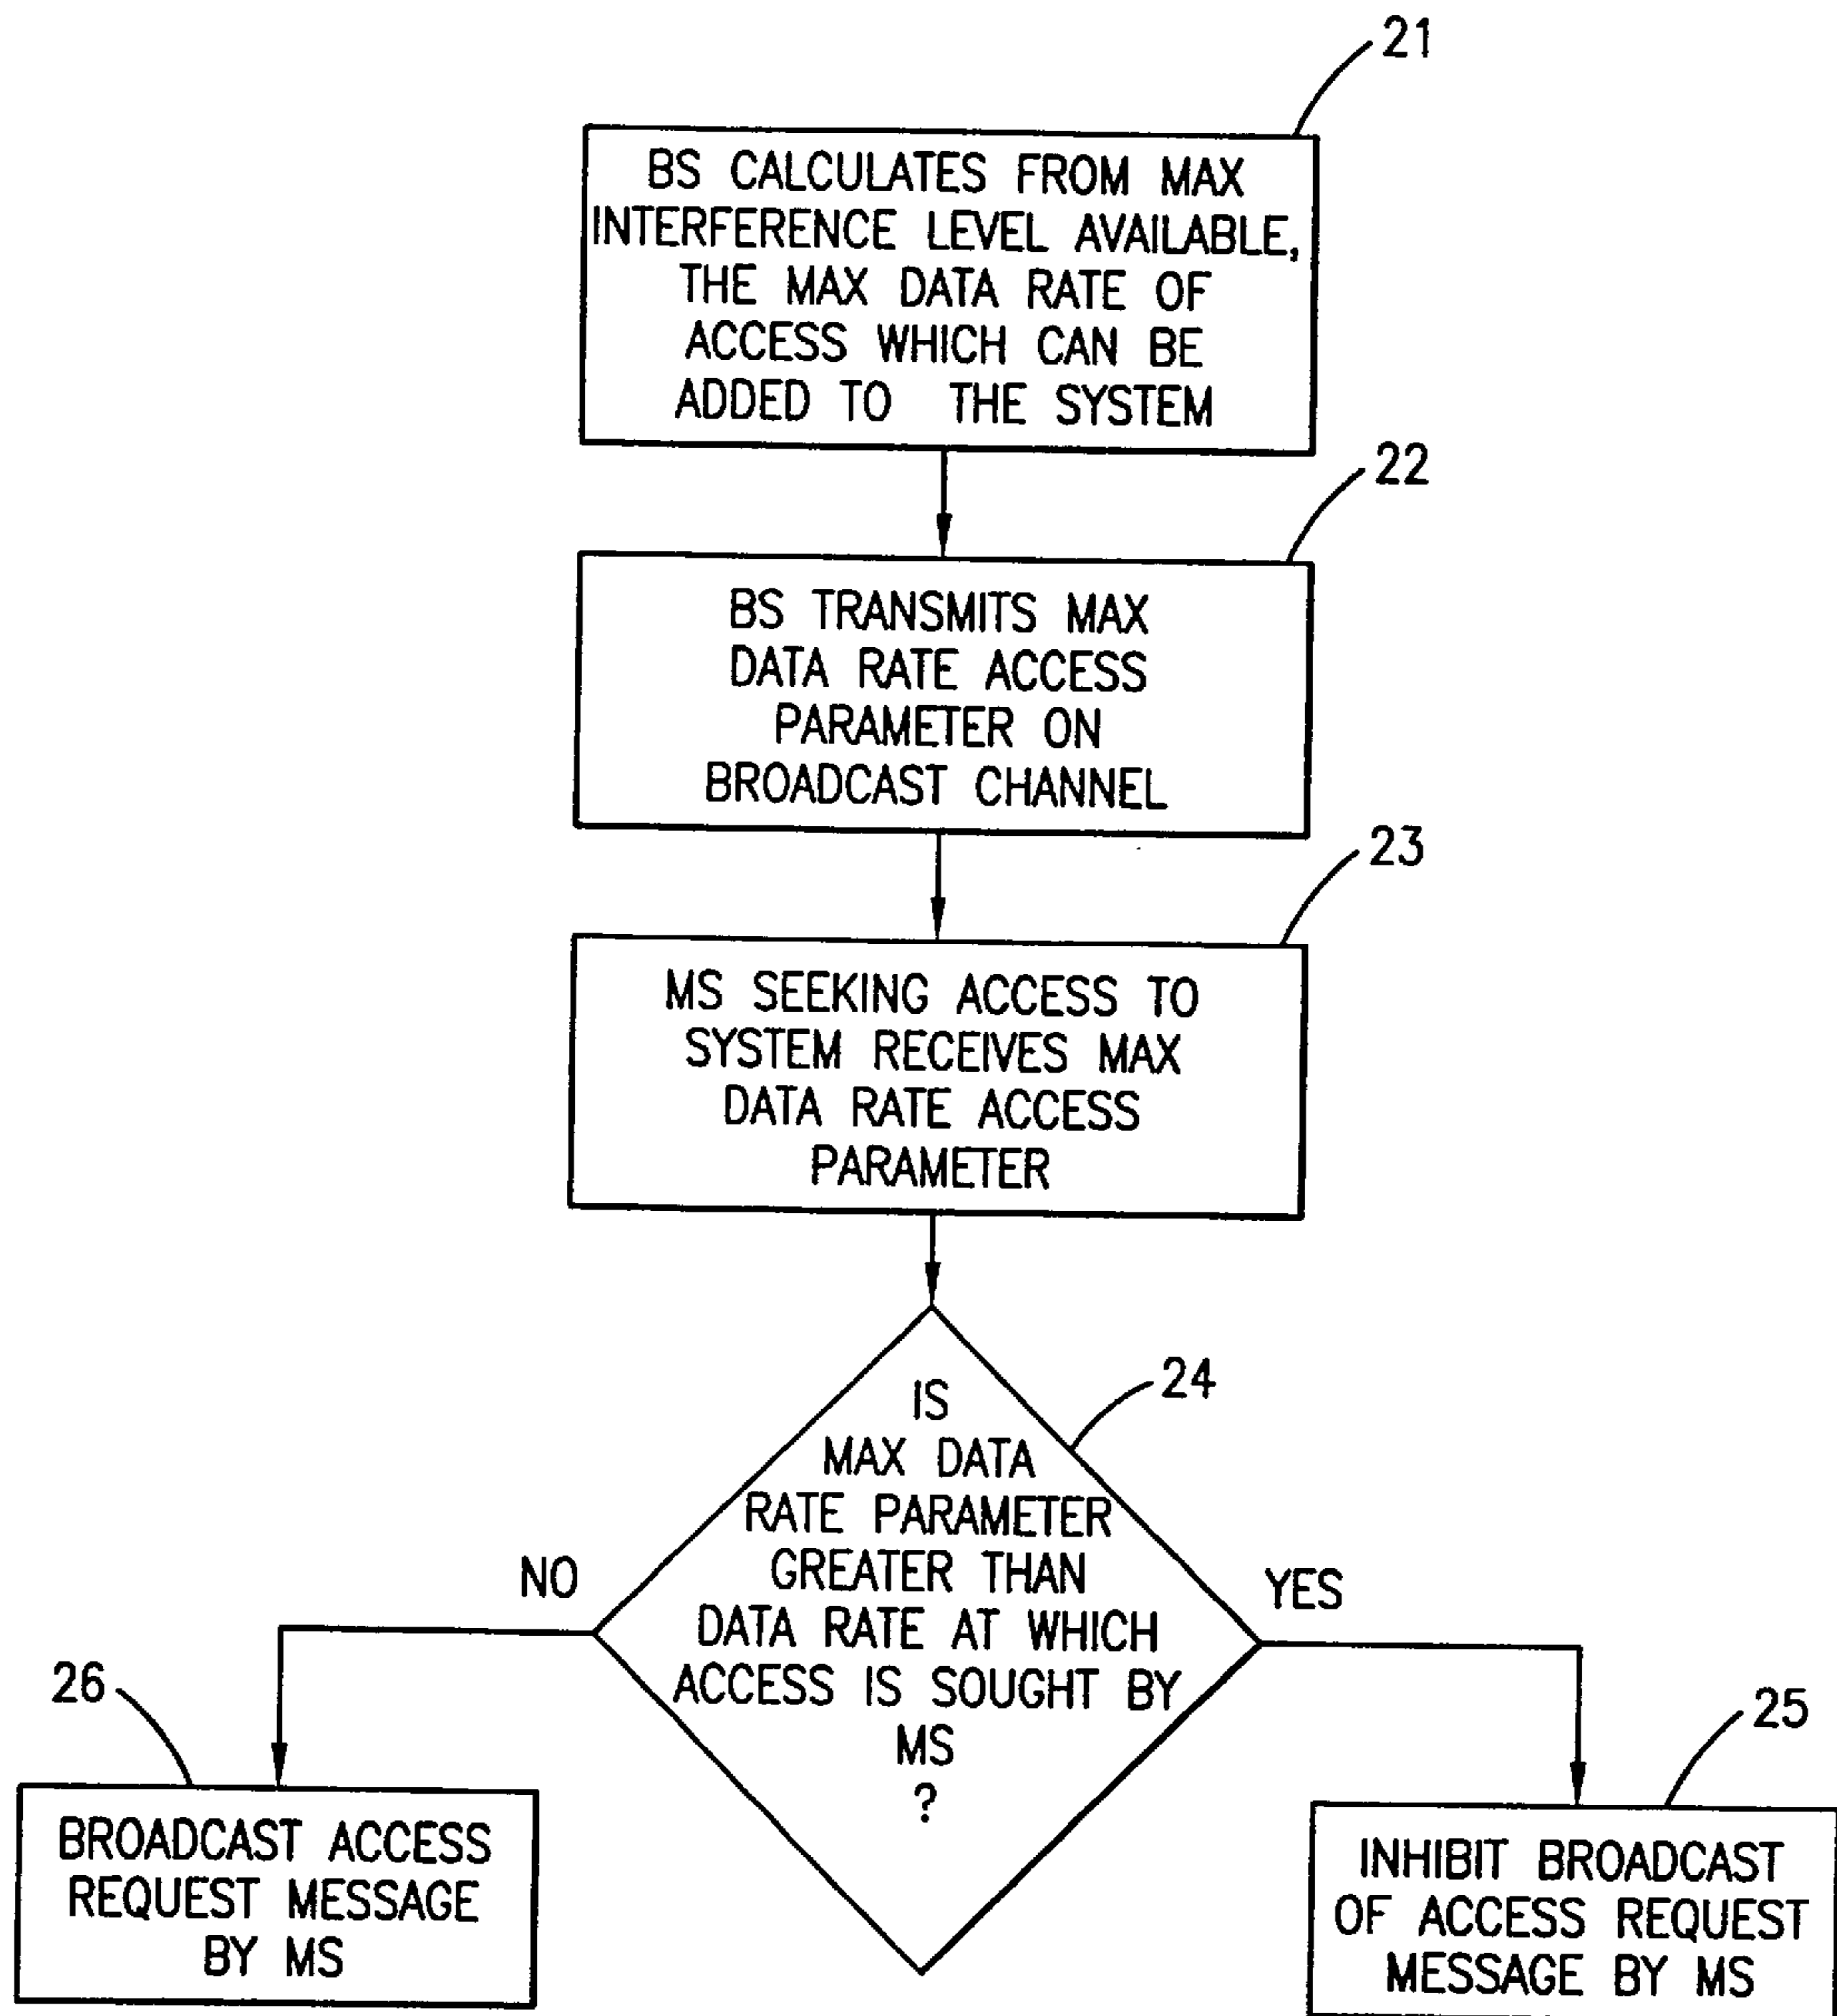 21
BS CALCULATES FROM MAX
INTERFERENCE LEVEL AVAILABLE,
THE MAX DATA RATE OF
ACCESS WHICH CAN BE
ADDED TO THE SYSTEM
22
BS TRANSMITS MAX
DATA RATE ACCESS
PARAMETER ON
BROADCAST CHANNEL
23
MS SEEKING ACCESS TO
SYSTEM RECEIVES MAX
DATA RATE ACCESS
PARAMETER
24
IS
MAX DATA
RATE PARAMETER
GREATER THAN
DATA RATE AT WHICH
ACCESS IS SOUGHT BY
MS
?
NO
YES
26
BROADCAST ACCESS
REQUEST MESSAGE
BY MS
25
INHIBIT BROADCAST
OF ACCESS REQUEST
MESSAGE BY MS